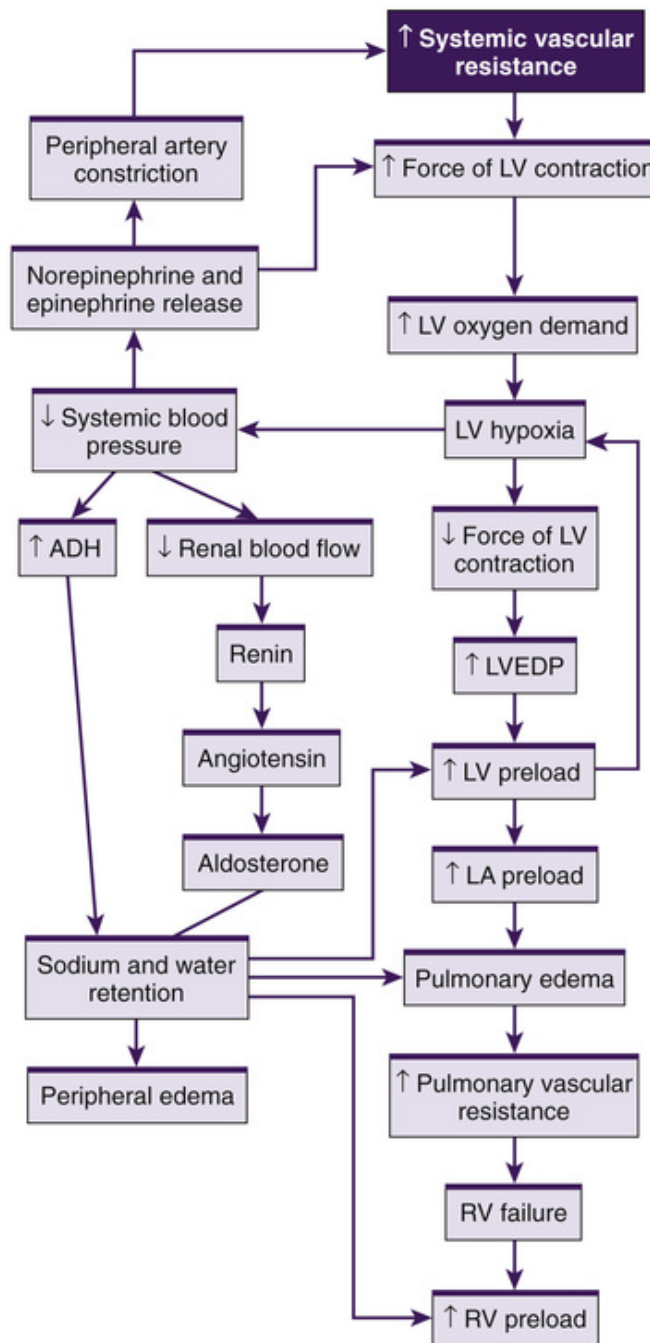 ↑ Systemic vascular
resistance
Peripheral artery
constriction
↑ Force of LV contraction
Norepinephrine and
epinephrine release
↑ LV oxygen demand
↓ Systemic blood
pressure
LV hypoxia
↑ ADH
↓ Renal blood flow
↓ Force of LV
contraction
Renin
↑ LVEDP
Angiotensin
↑ LV preload
Aldosterone
↑ LA preload
Sodium and water
retention
Pulmonary edema
Peripheral edema
↑ Pulmonary vascular
resistance
RV failure
↑ RV preload